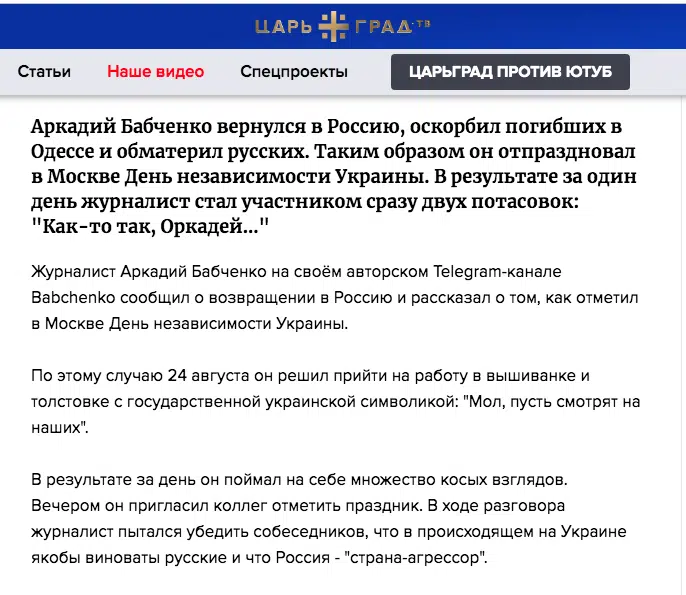 ЦАРЬ ГРАД·ТВ
Статьи Наше видео Спецпроекты ЦАРЬГРАД ПРОТИВ ЮТУБ
Аркадий Бабченко вернулся в Россию, оскорбил погибших в
Одессе и обматерил русских. Таким образом он отпраздновал
в Москве День независимости Украины. В результате за один
день журналист стал участником сразу двух потасовок:
"Как-то так, Оркадей..."
Журналист Аркадий Бабченко на своём авторском Telegram-канале
Babchenko сообщил о возвращении в Россию и рассказал о том, как отметил
в Москве День независимости Украины.
По этому случаю 24 августа он решил прийти на работу в вышиванке и
толстовке с государственной украинской символикой: "Мол, пусть смотрят на
наших".
В результате за день он поймал на себе множество косых взглядов.
Вечером он пригласил коллег отметить праздник. В ходе разговора
журналист пытался убедить собеседников, что в происходящем на Украине
якобы виноваты русские и что Россия - "страна-агрессор".